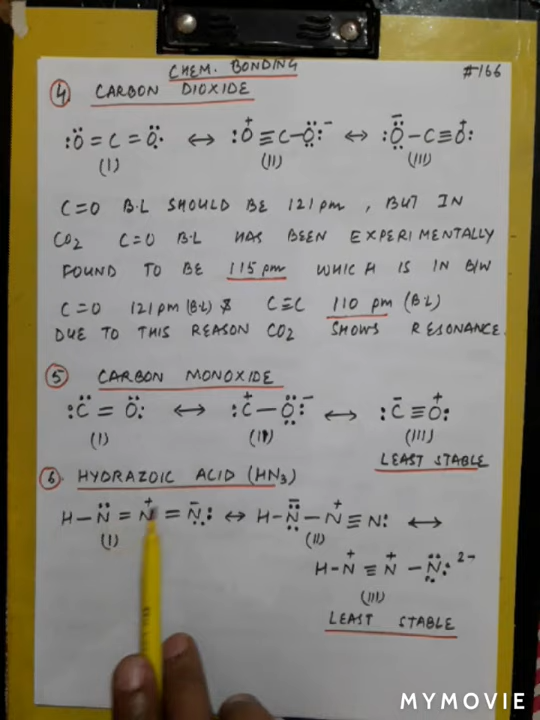 CHEM. BONDING #166
4 CARBON DIOXIDE
:Ö = C = Ö: ↔ :O⁺ ≡ C – Ö:⁻ ↔ :Ö⁻ – C ≡ O⁺:
(I) (II) (III)
C=O B.L SHOULD BE 121 pm , BUT IN
CO₂ C=O B.L HAS BEEN EXPERIMENTALLY
FOUND TO BE 115pm WHICH IS IN B/W
C=O 121 pm (B.L) & C≡C 110 pm (B.L)
DUE TO THIS REASON CO₂ SHOWS RESONANCE.
5 CARBON MONOXIDE
:C̈ = Ö: ↔ :C̈⁺ – Ö:⁻ ↔ :C⁻ ≡ O⁺:
(I) (II) (III)
LEAST STABLE
6. HYDRAZOIC ACID (HN₃)
H – N̈ = N⁺ = N̈⁻: ↔ H – N̈⁻ – N⁺ ≡ N: ↔
(I) (II)
H – N⁺ ≡ N⁺ – N̈: ²⁻
(III)
LEAST STABLE
MYMOVIE